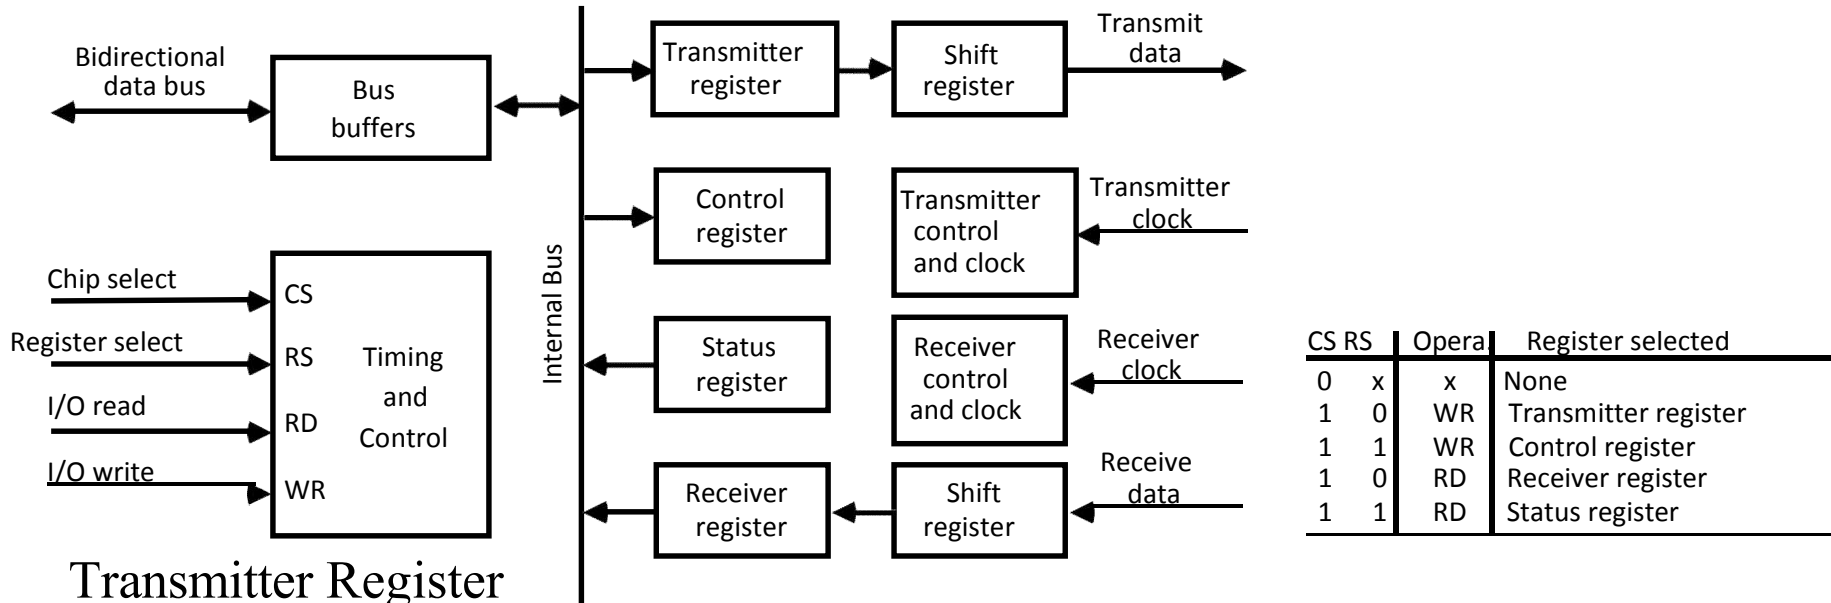 Bidirectional
data bus
Bus
buffers
Chip select
Register select
I/O read
I/O write
CS
RS
RD
WR
Timing
and
Control
Transmitter Register
Internal Bus
Transmitter
register
Shift
register
Transmit
data
Control
register
Transmitter
control
and clock
Transmitter
clock
Status
register
Receiver
control
and clock
Receiver
clock
Receiver
register
Shift
register
Receive
data
CS RS Opera. Register selected
0 x x None
1 0 WR Transmitter register
1 1 WR Control register
1 0 RD Receiver register
1 1 RD Status register